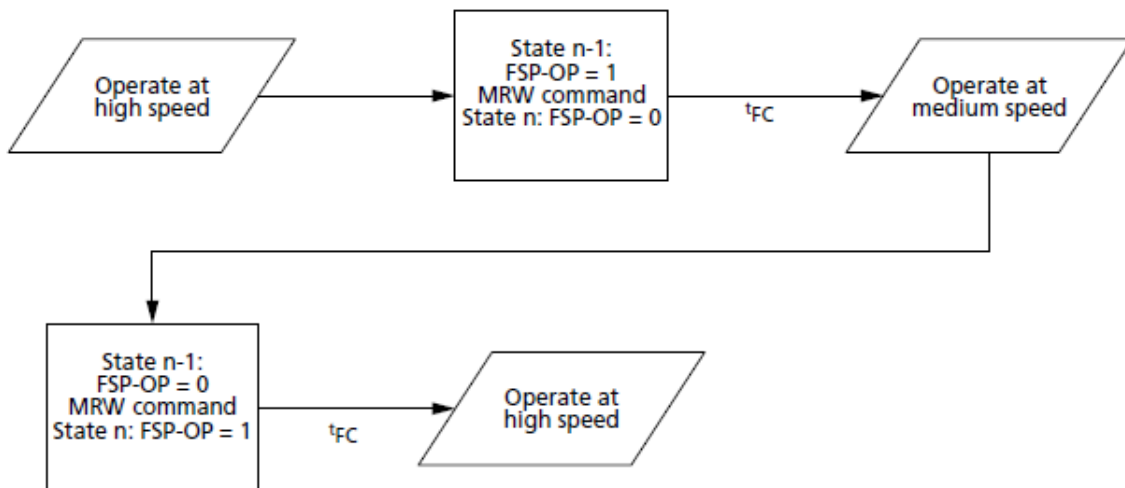 Operate at
high speed
State n-1:
FSP-OP = 1
MRW command
State n: FSP-OP = 0
tFC
Operate at
medium speed
State n-1:
FSP-OP = 0
MRW command
State n: FSP-OP = 1
tFC
Operate at
high speed